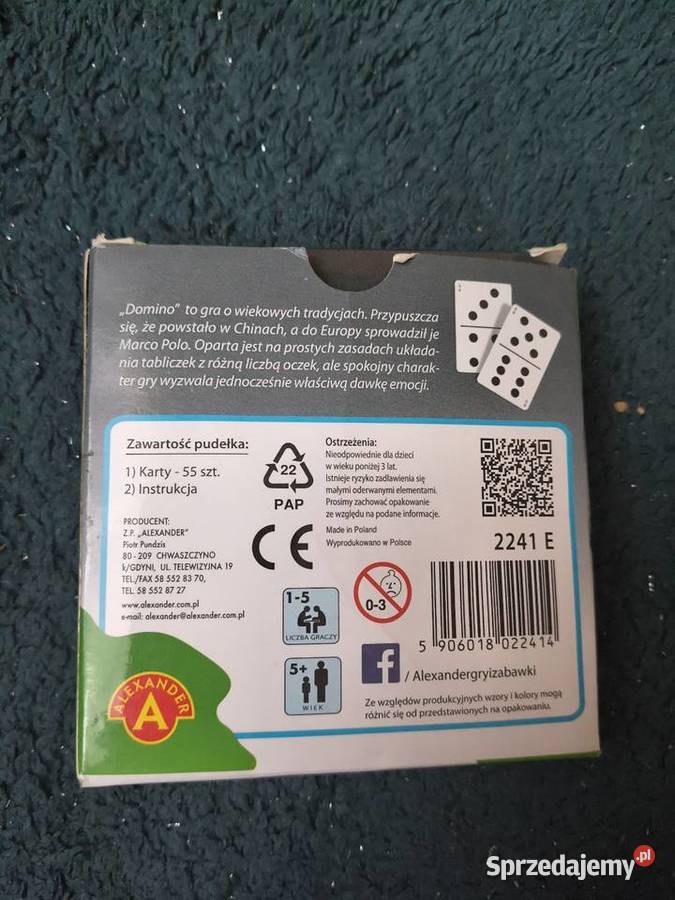 „Domino” to gra o wiekowych tradycjach. Przypuszcza
się, że powstało w Chinach, a do Europy sprowadził je
Marco Polo. Oparta jest na prostych zasadach układa-
nia tabliczek z różną liczbą oczek, ale spokojny charak-
ter gry wyzwala jednocześnie właściwą dawkę emocji.
Zawartość pudełka:
1) Karty - 55 szt.
2) Instrukcja
PRODUCENT:
Z.P. „ALEXANDER”
Piotr Pundzis
80 - 209 CHWASZCZYNO
k/GDYNI, UL. TELEWIZYJNA 19
TEL./FAX 58 552 83 70,
TEL. 58 552 87 27
www.alexander.com.pl
e-mail: alexander@alexander.com.pl
22
PAP
CE
Ostrzeżenia:
Nieodpowiednie dla dzieci
w wieku poniżej 3 lat.
Istnieje ryzyko zadławienia się
małymi oderwanymi elementami.
Prosimy zachować opakowanie
ze względu na podane informacje.
Made in Poland
Wyprodukowano w Polsce
2241 E
0-3
1-5
LICZBA GRACZY
5+
WIEK
5 906018 022414
f /Alexandergryizabawki
Ze względów produkcyjnych wzory i kolory mogą
różnić się od przedstawionych na opakowaniu.
ALEXANDER
A
Sprzedajemy.pl